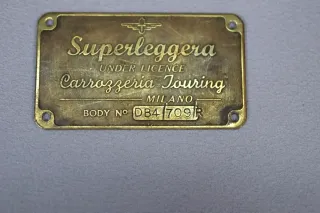 Superleggera
UNDER LICENCE
Carrozzeria Touring
MILANO
BODY Nº DB4/709/R